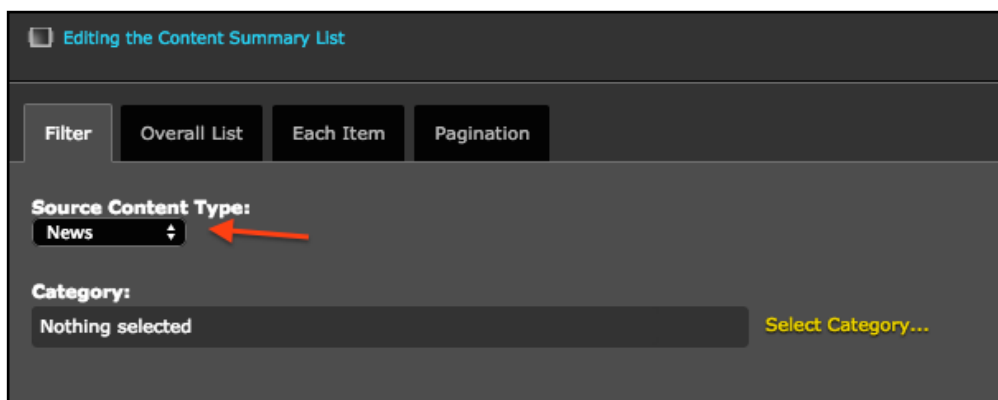 Editing the Content Summary List
Filter Overall List Each Item Pagination
Source Content Type:
News
Category:
Nothing selected Select Category...